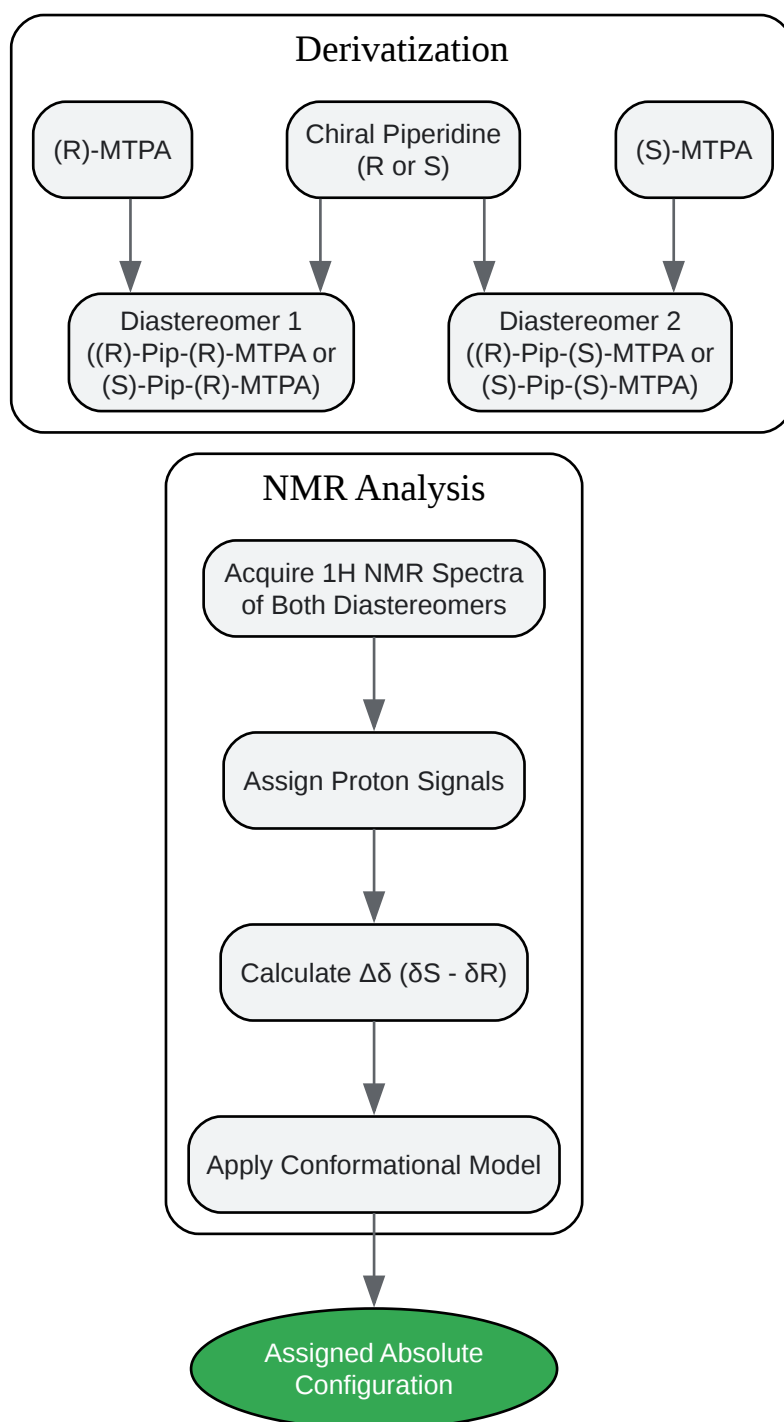 Derivatization
(R)-MTPA
Chiral Piperidine
(R or S)
(S)-MTPA
Diastereomer 1
((R)-Pip-(R)-MTPA or
(S)-Pip-(R)-MTPA)
Diastereomer 2
((R)-Pip-(S)-MTPA or
(S)-Pip-(S)-MTPA)
NMR Analysis
Acquire 1H NMR Spectra
of Both Diastereomers
Assign Proton Signals
Calculate Δδ (δS - δR)
Apply Conformational Model
Assigned Absolute
Configuration